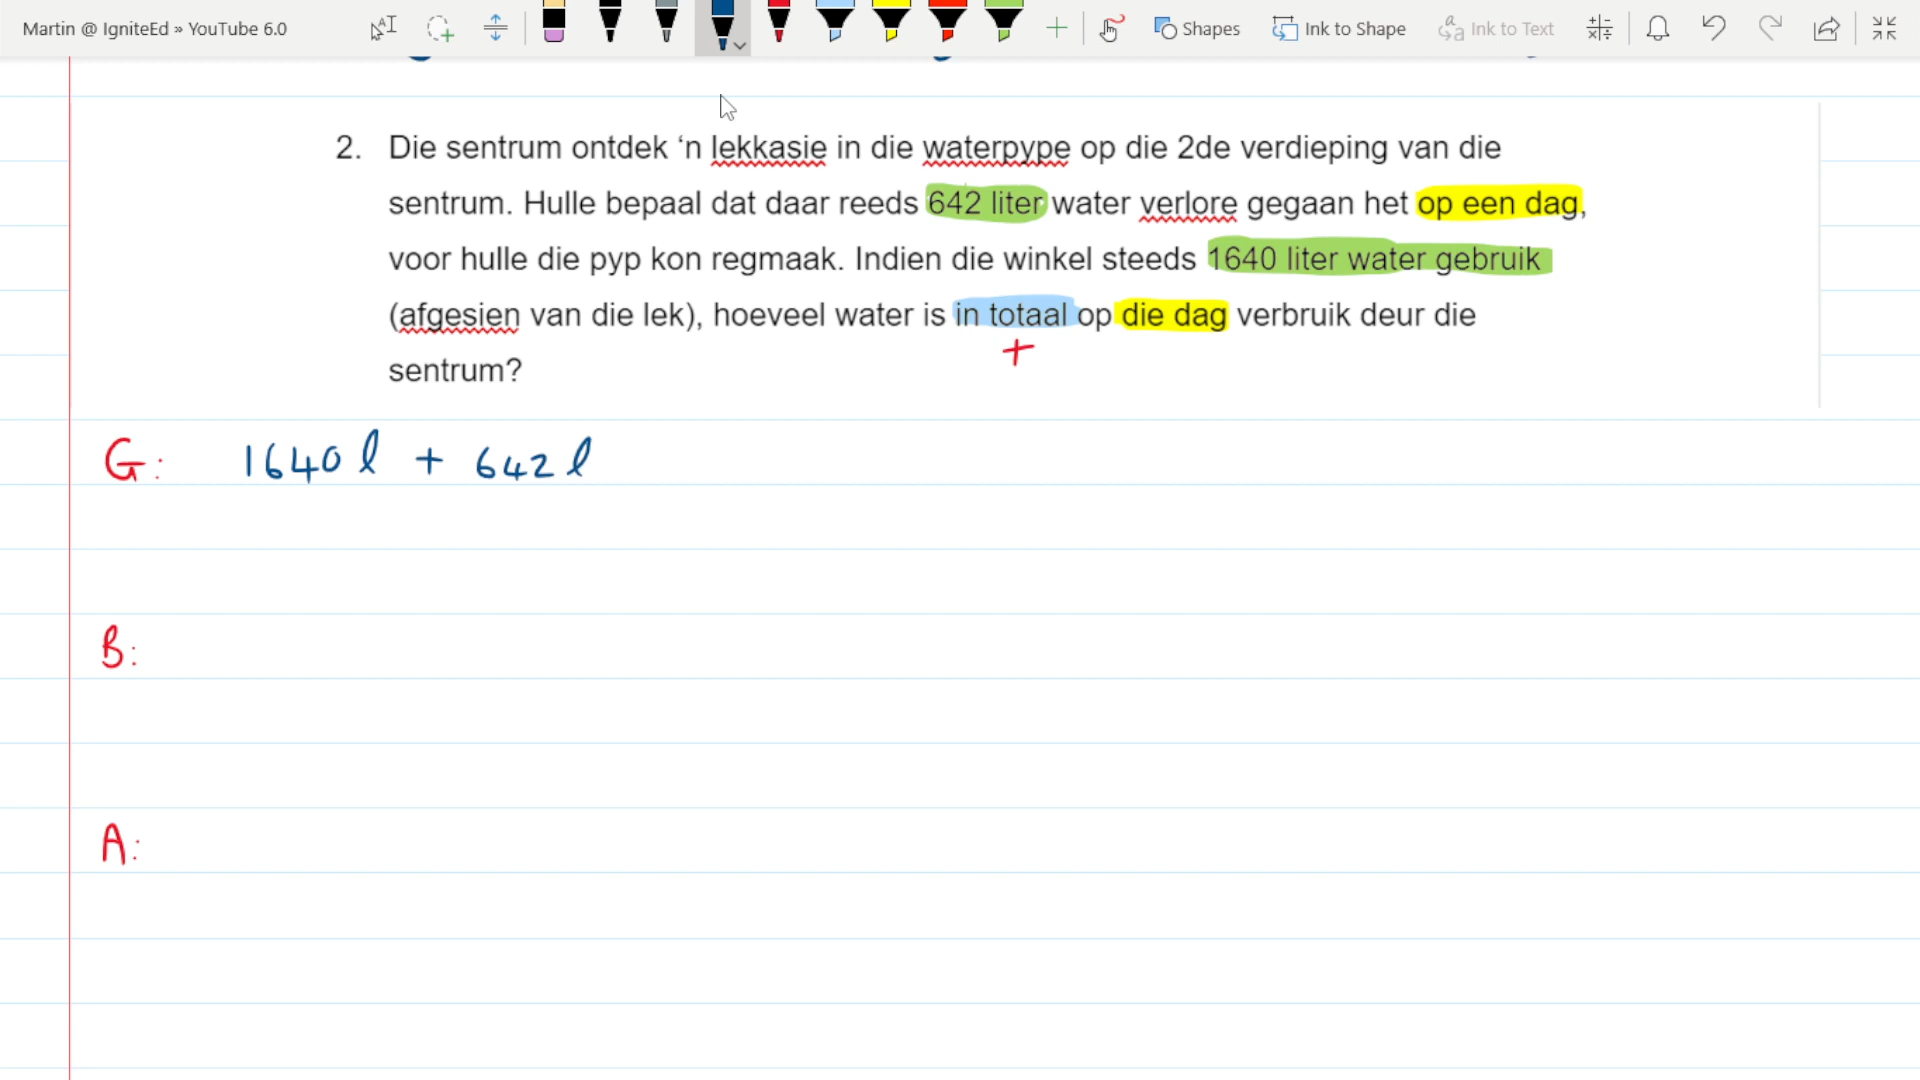 Martin @ IgniteEd » YouTube 6.0 Shapes Ink to Shape Ink to Text
2. Die sentrum ontdek ‘n lekkasie in die waterpype op die 2de verdieping van die
sentrum. Hulle bepaal dat daar reeds 642 liter water verlore gegaan het op een dag,
voor hulle die pyp kon regmaak. Indien die winkel steeds 1640 liter water gebruik
(afgesien van die lek), hoeveel water is in totaal op die dag verbruik deur die
+
sentrum?
G: 1640 l + 642 l
B:
A: